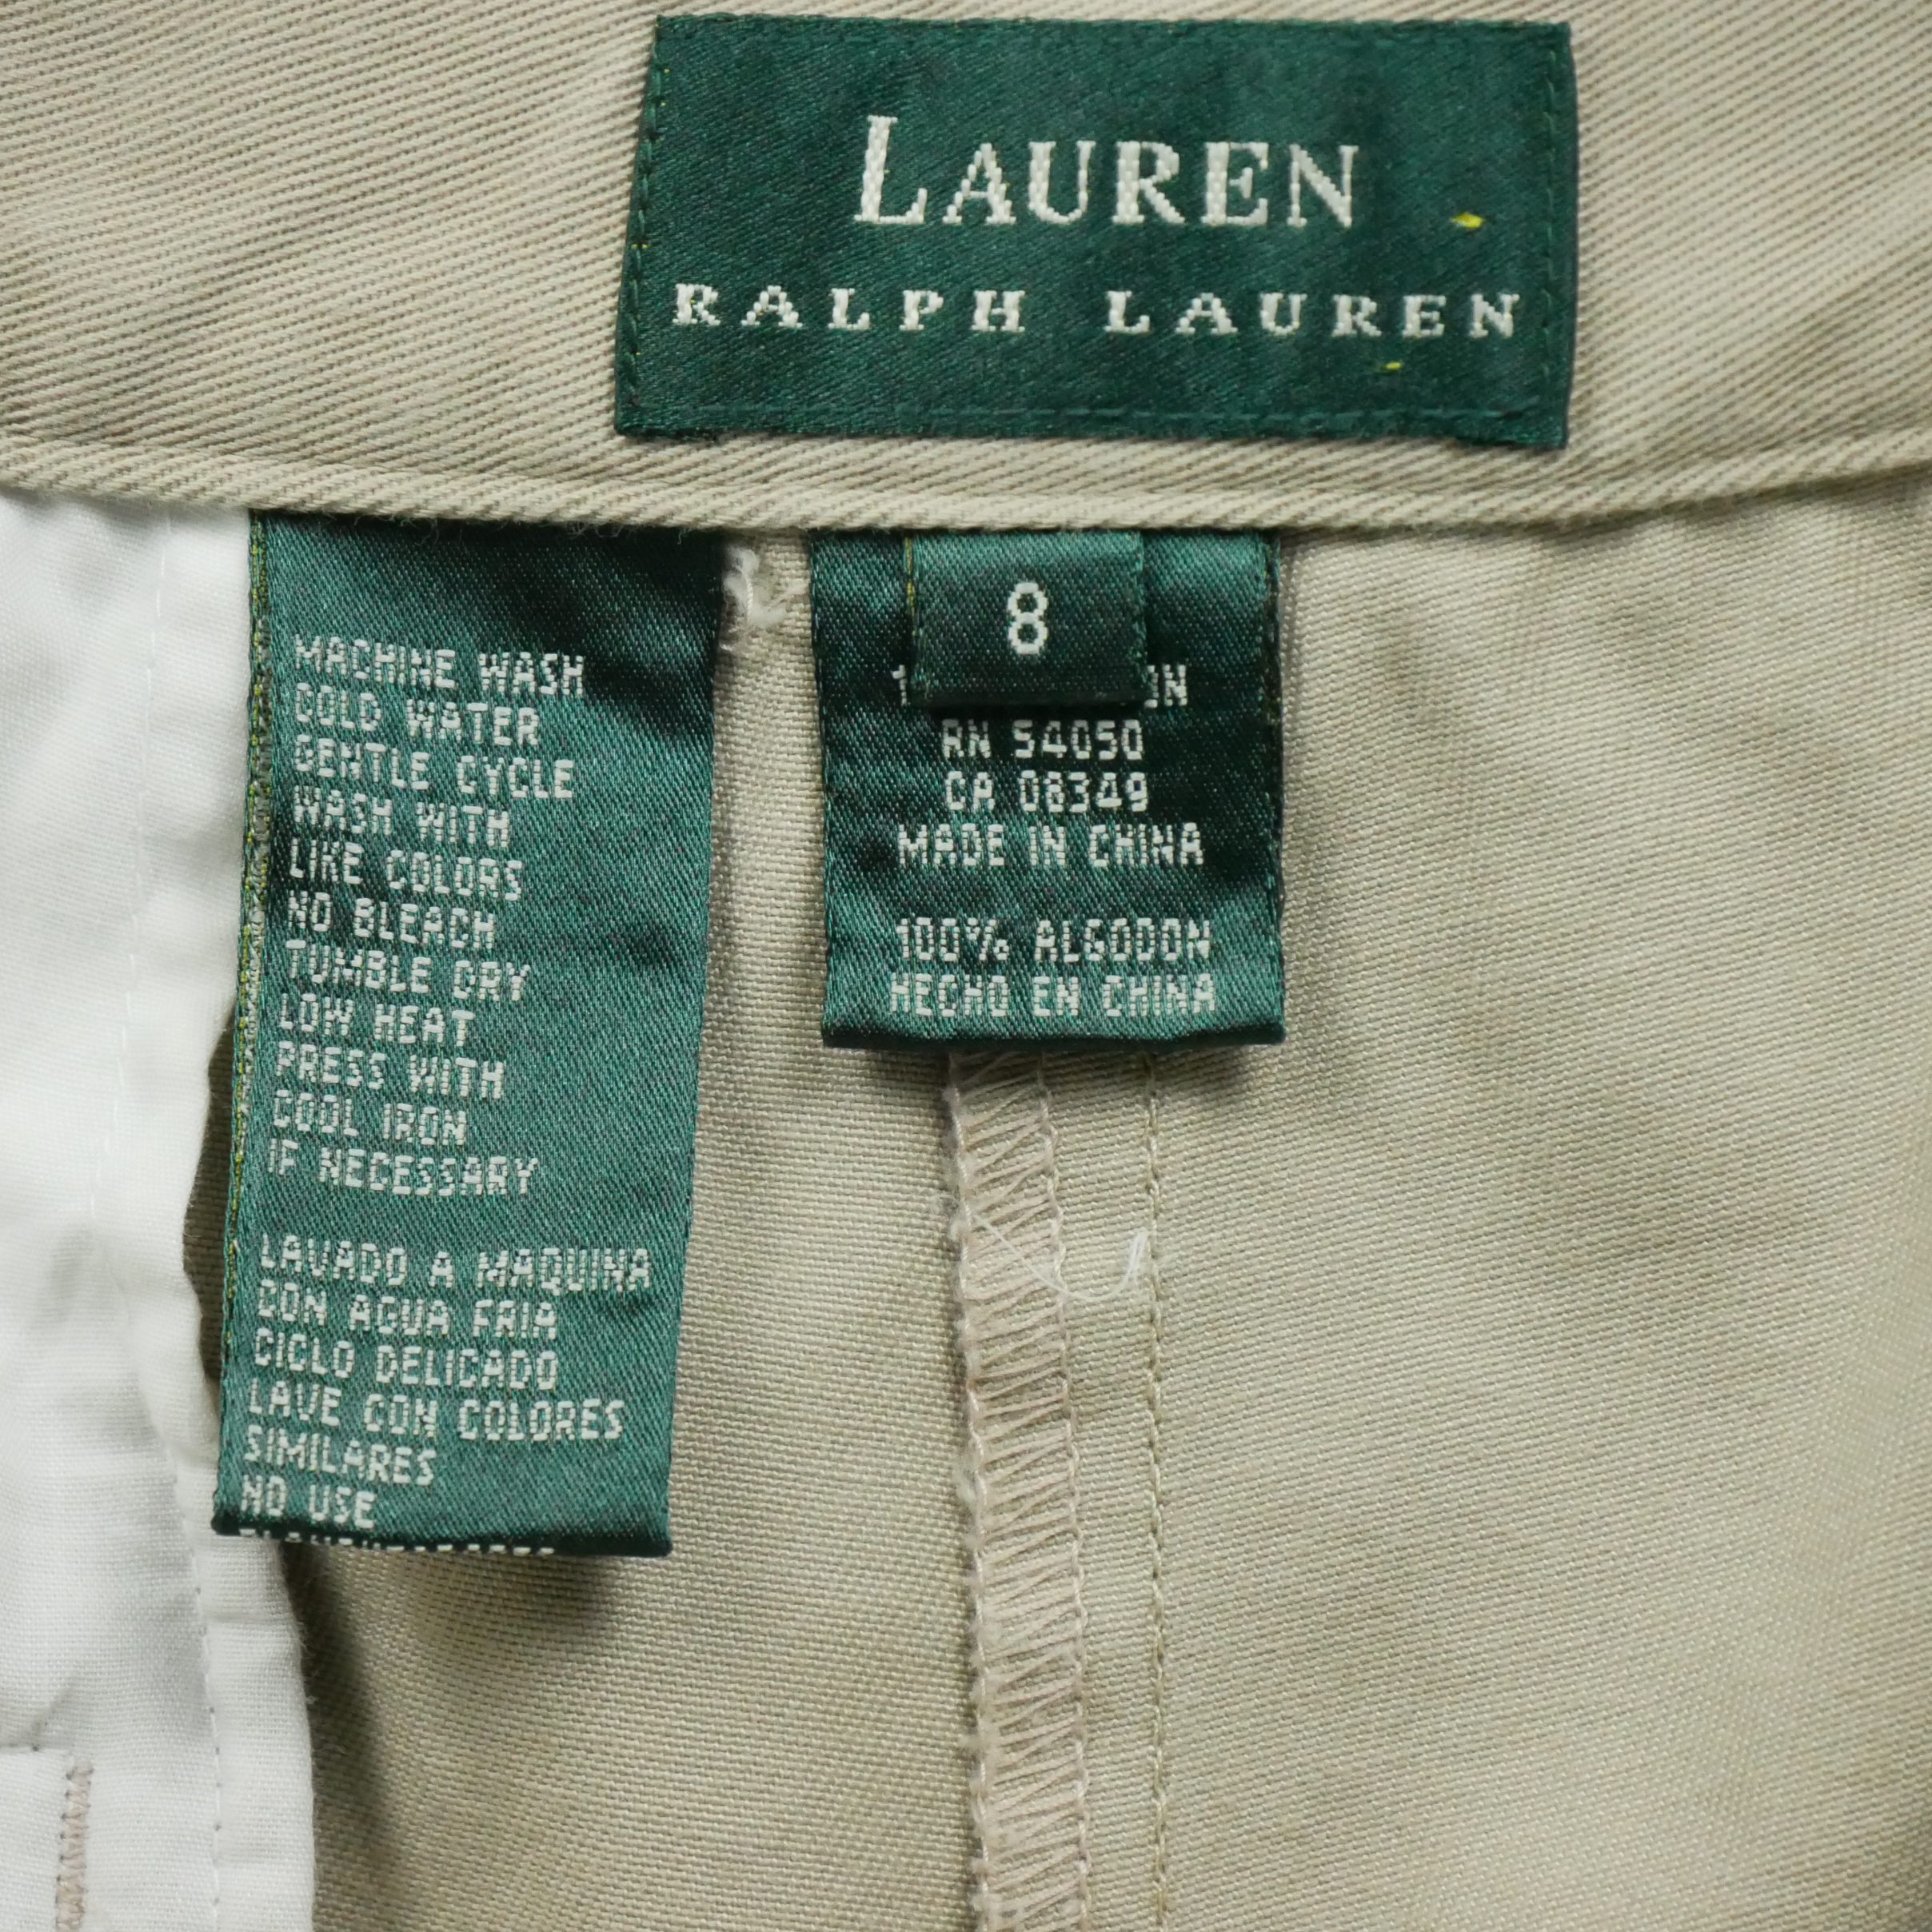 LAUREN
RALPH LAUREN
MACHINE WASH
COLD WATER
GENTLE CYCLE
WASH WITH
LIKE COLORS
NO BLEACH
TUMBLE DRY
LOW HEAT
PRESS WITH
COOL IRON
IF NECESSARY
LAVADO A MAQUINA
CON AGUA FRIA
CICLO DELICADO
LAVE CON COLORES
SIMILARES
NO USE
8
RN 54050
CA 08349
MADE IN CHINA
100% ALGODON
HECHO EN CHINA